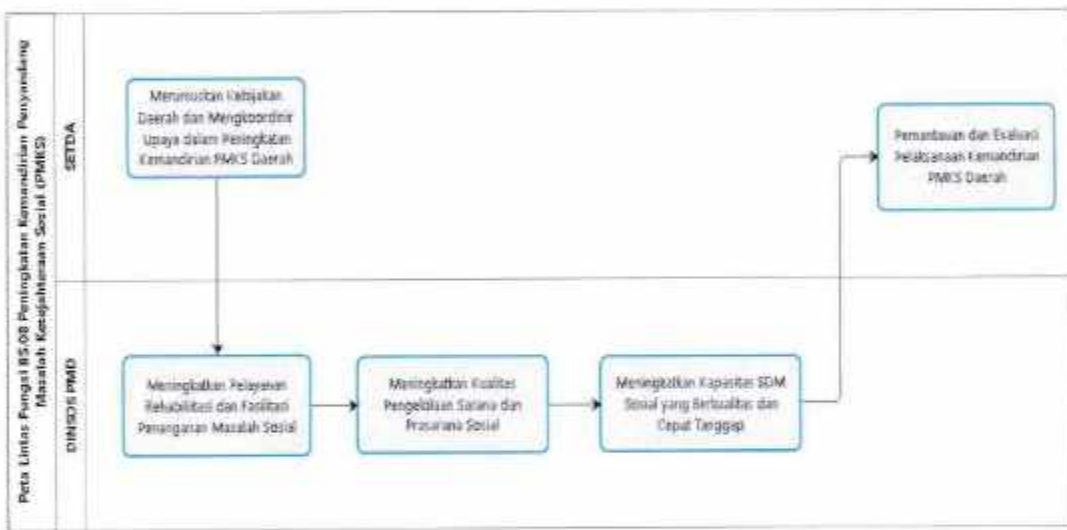 Peta Lintas Fungsi BS.08 Peningkatan Kemandirian Penyandang
Masalah Kesejahteraan Sosial (PMKS)
SETDA
Merumuskan Kebijakan
Daerah dan Mengkoordinir
Upaya dalam Peningkatan
Kemandirian PMKS Daerah
Pemantauan dan Evaluasi
Pelaksanaan Kemandirian
PMKS Daerah
DINSOS PMD
Meningkatkan Pelayanan
Rehabilitasi dan Fasilitasi
Penanganan Masalah Sosial
Meningkatkan Kualitas
Pengelolaan Sarana dan
Prasarana Sosial
Meningkatkan Kapasitas SDM
Sosial yang Berkualitas dan
Cepat Tanggap